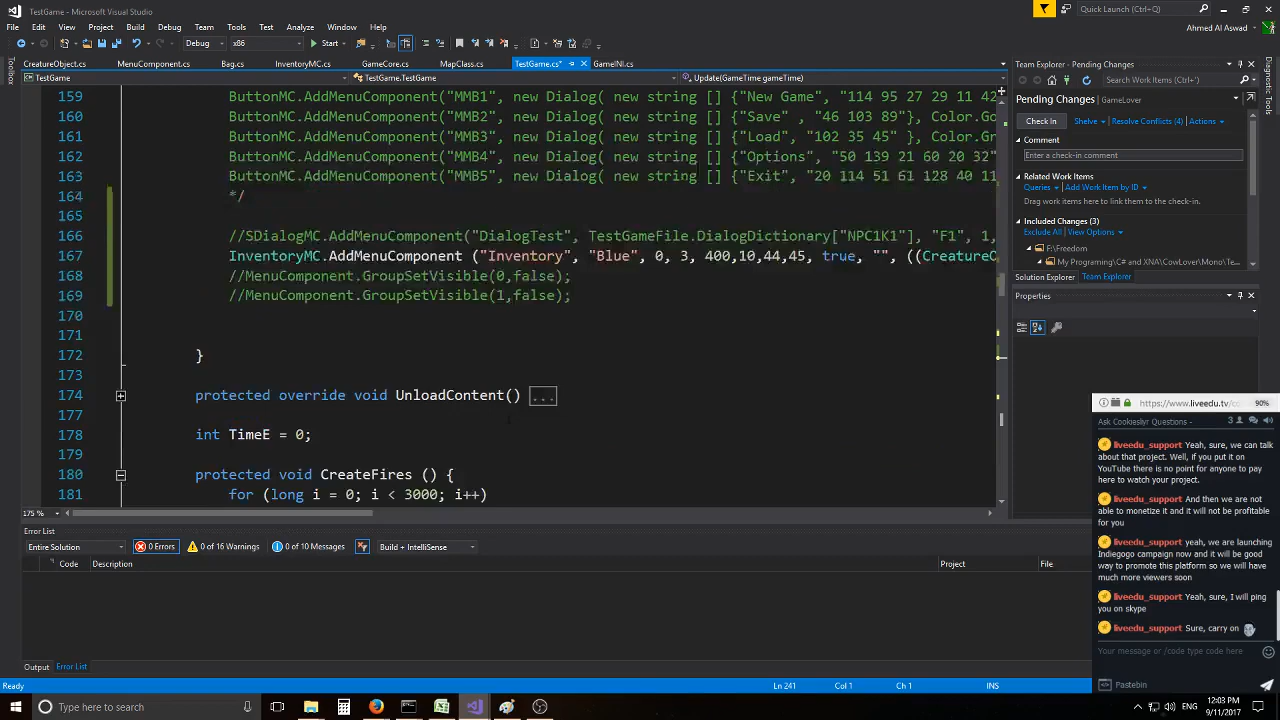 TestGame - Microsoft Visual Studio
Quick Launch (Ctrl+Q)
File Edit View Project Build Debug Team Tools Test Analyze Window Help
Ahmed Al Aswad
Debug x86 Start
CreatureObject.cs MenuComponent.cs Bag.cs InventoryMC.cs GameCore.cs MapClass.cs TestGame.cs* GameINI.cs
TestGame TestGame.TestGame Update(GameTime gameTime)
Toolbox
159 ButtonMC.AddMenuComponent("MMB1", new Dialog( new string [] {"New Game", "114 95 27 29 11 42
160 ButtonMC.AddMenuComponent("MMB2", new Dialog( new string [] {"Save" , "46 103 89"}, Color.Go
161 ButtonMC.AddMenuComponent("MMB3", new Dialog( new string [] {"Load", "102 35 45"}, Color.Gr
162 ButtonMC.AddMenuComponent("MMB4", new Dialog( new string [] {"Options", "50 139 21 60 20 32"
163 ButtonMC.AddMenuComponent("MMB5", new Dialog( new string [] {"Exit", "20 114 51 61 128 40 11
164 */
165
166 //SDialogMC.AddMenuComponent("DialogTest", TestGameFile.DialogDictionary["NPC1K1"], "F1", 1,
167 InventoryMC.AddMenuComponent ("Inventory", "Blue", 0, 3, 400,10,44,45, true, "", ((CreatureO
168 //MenuComponent.GroupSetVisible(0,false);
169 //MenuComponent.GroupSetVisible(1,false);
170
171
172 }
173
174 protected override void UnloadContent() ...
177
178 int TimeE = 0;
179
180 protected void CreateFires () {
181 for (long i = 0; i < 3000; i++)
175 %
Error List
Entire Solution 0 Errors 0 of 16 Warnings 0 of 10 Messages Build + IntelliSense
Code Description Project File
Output Error List
Ready Ln 241 Col 1 Ch 1 INS
Team Explorer - Pending Changes
Search Work Items (Ctrl+')
Pending Changes | GameLover
Check In Shelve Resolve Conflicts (4) Actions
Comment
Enter a check-in comment
Related Work Items
Queries Add Work Item by ID
Drag work items here to link them to the check-in.
Included Changes (3)
Exclude All View Options
F:\Freedom
My Programing\C# and XNA\CowLover\Mono\Te...
Solution Explorer Team Explorer
Properties
Diagnostic Tools
https://www.liveedu.tv/co 90%
Ask Cookiesliyr Questions - 3
liveedu_support Yeah, sure, we can talk
about that project. Well, if you put it on
YouTube there is no point for anyone to pay
here to watch your project.
liveedu_support And then we are not
able to monetize it and it will not be profitable
for you
liveedu_support yeah, we are launching
Indiegogo campaign now and it will be good
way to promote this platform so we will have
much more viewers soon
liveedu_support Yeah, sure, I will ping
you on skype
liveedu_support Sure, carry on
Your message or /code type code here
Pastebin
Type here to search
12:03 PM
9/11/2017